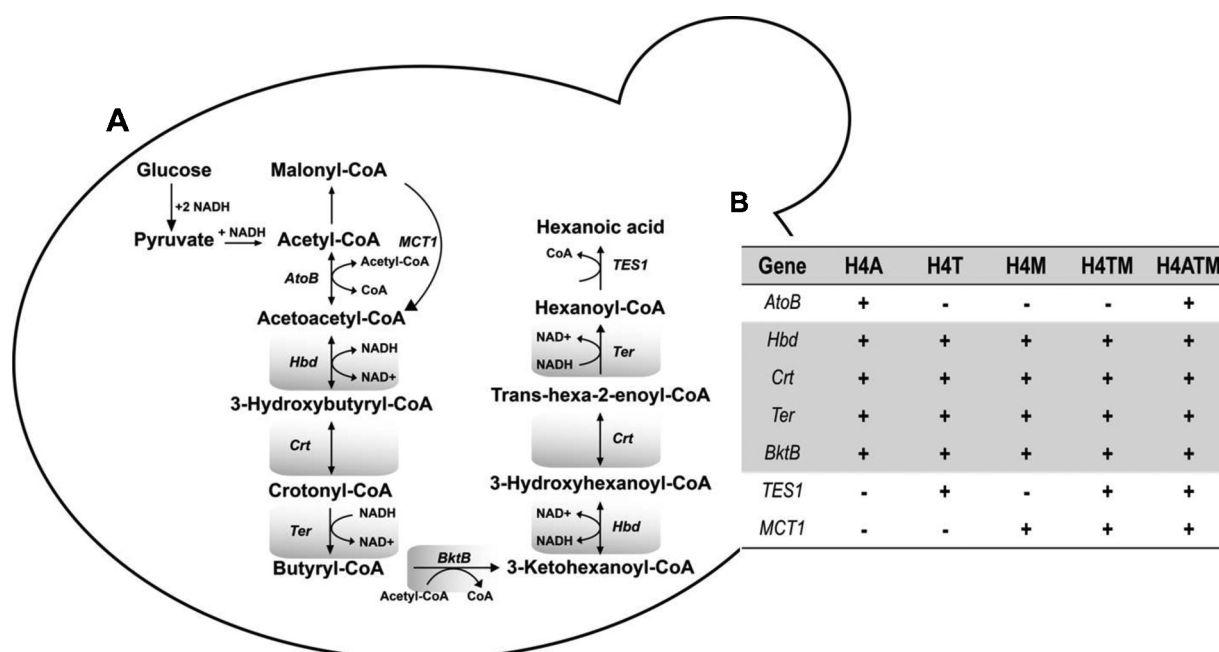 A
Glucose
+2 NADH
Pyruvate
+ NADH
Malonyl-CoA
Acetyl-CoA
MCT1
AtoB
Acetyl-CoA
CoA
Acetoacetyl-CoA
Hbd
NADH
NAD+
3-Hydroxybutyryl-CoA
Crt
Crotonyl-CoA
Ter
NADH
NAD+
Butyryl-CoA
BktB
Acetyl-CoA
CoA
3-Ketohexanoyl-CoA
NAD+
NADH
Hbd
3-Hydroxyhexanoyl-CoA
Crt
Trans-hexa-2-enoyl-CoA
NAD+
NADH
Ter
Hexanoyl-CoA
CoA
TES1
Hexanoic acid
B
Gene H4A H4T H4M H4TM H4ATM
AtoB + - - - +
Hbd + + + + +
Crt + + + + +
Ter + + + + +
BktB + + + + +
TES1 - + - + +
MCT1 - - + + +